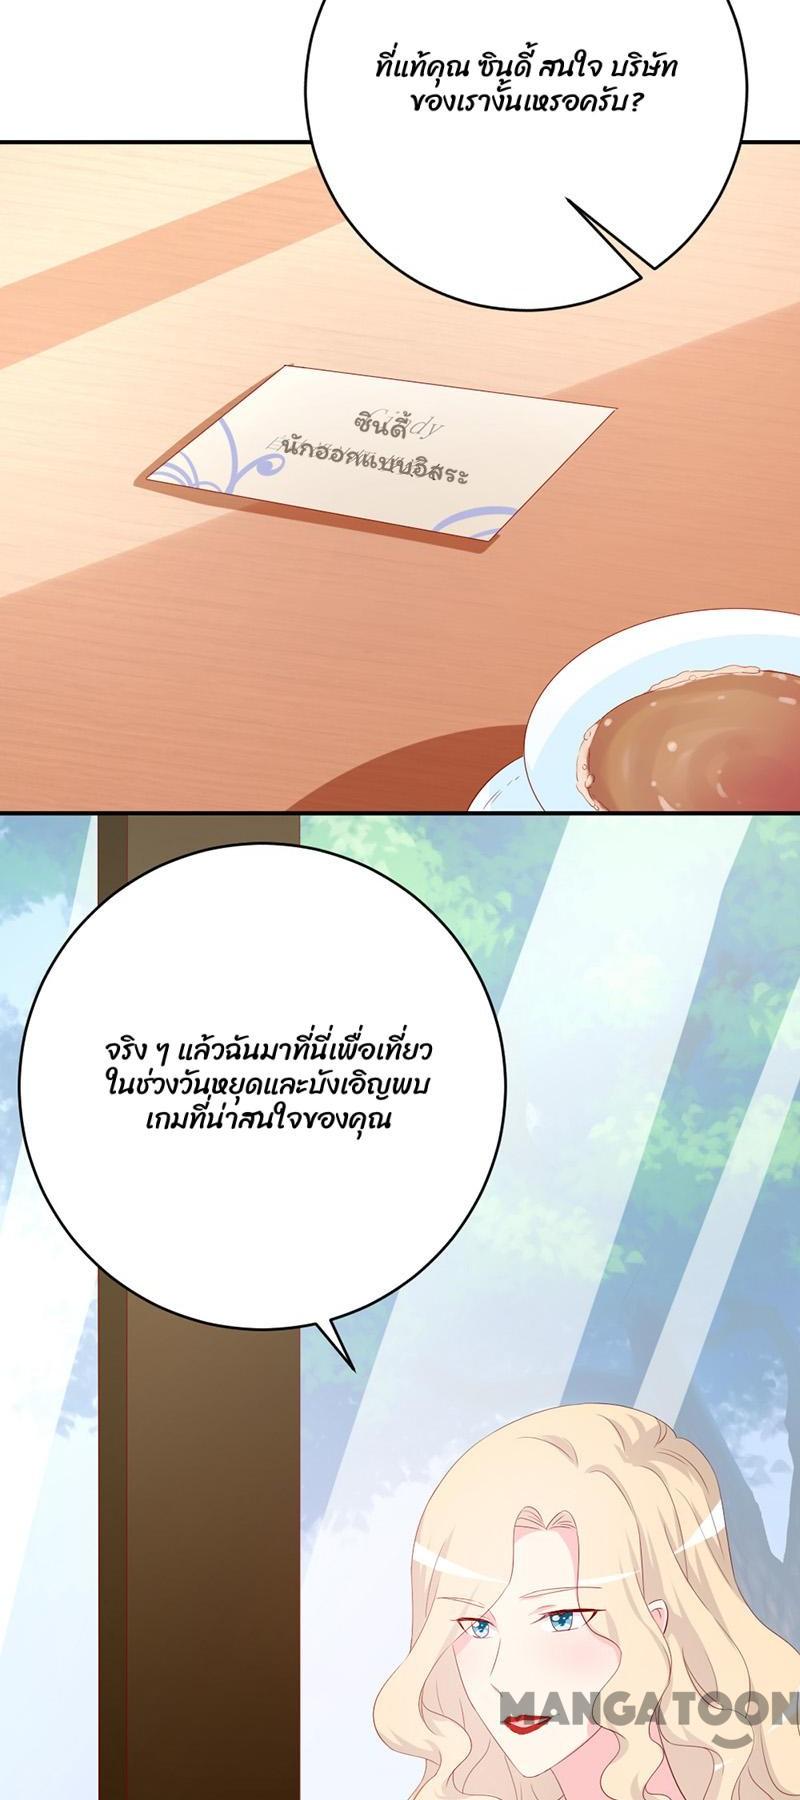 ที่แท้คุณ ซินดี้ สนใจ บริษัท
ของเรางั้นเหรอครับ?
Cindy
ซินดี้
นักออกแบบอิสระ
จริง ๆ แล้วฉันมาที่นี่เพื่อเที่ยว
ในช่วงวันหยุดและบังเอิญพบ
เกมที่น่าสนใจของคุณ
MANGATOON